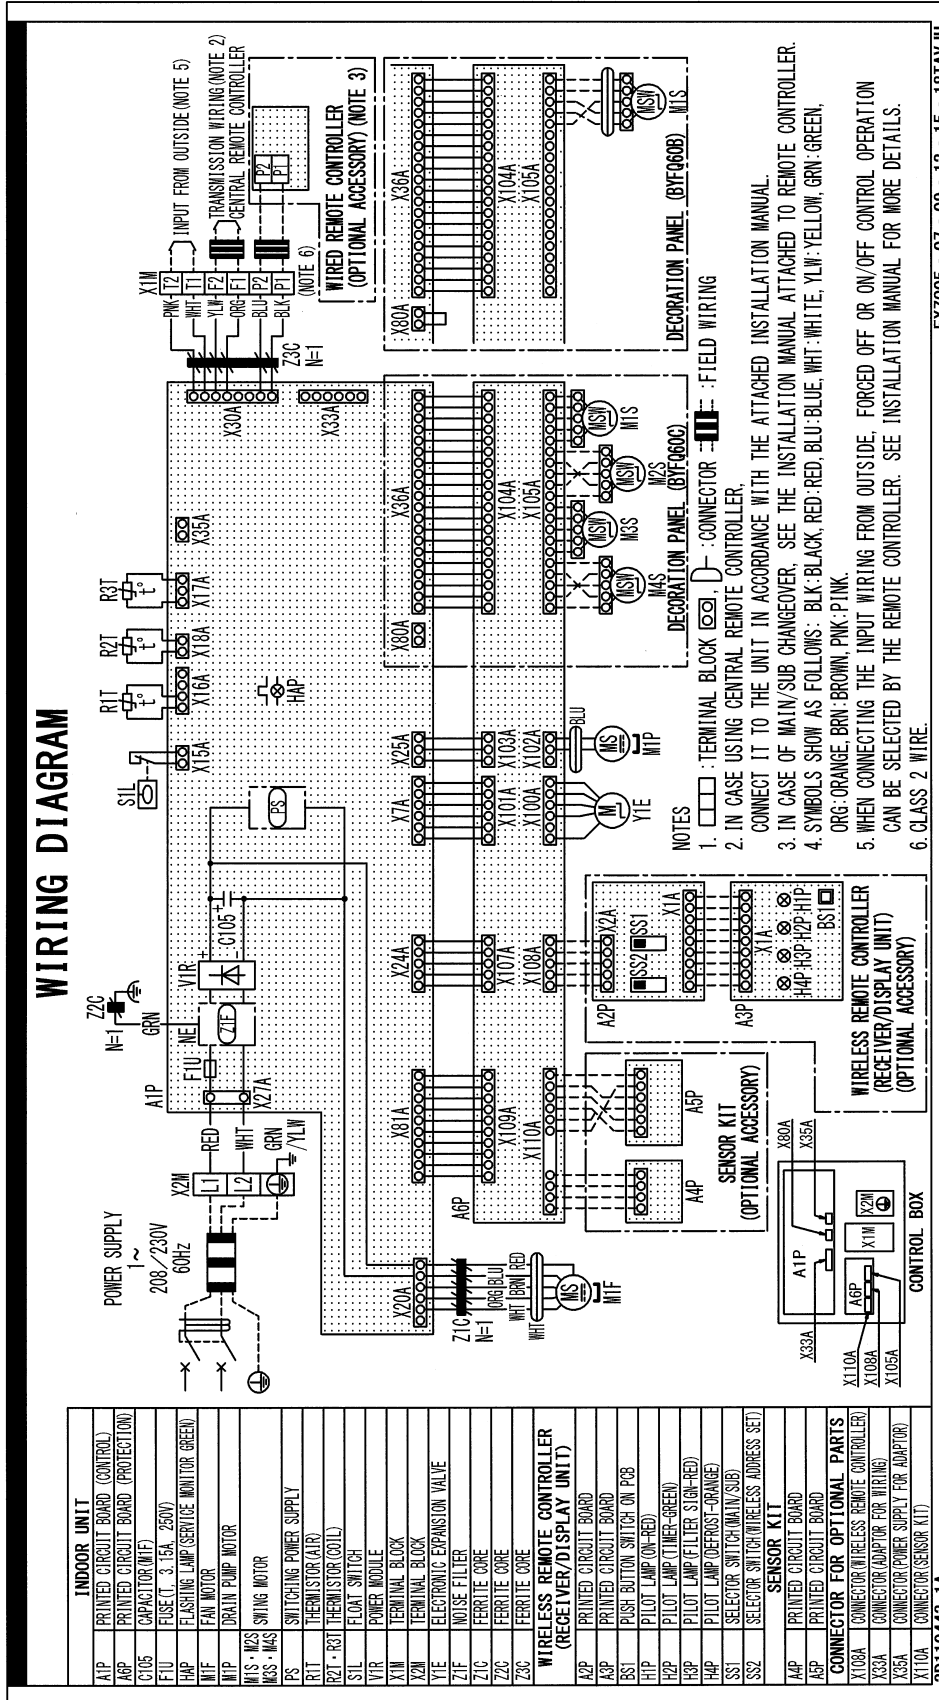 WIRING DIAGRAM
POWER SUPPLY
1~
208/230V
60Hz
X2M
L1
L2
RED
WHT
GRN
/YLW
A1P
X27A
F1U
NE
Z1F
GRN
Z2C
N=1
V1R
C105
PS
S1L
X15A
R1T
t°
X16A
R2T
t°
X18A
R3T
t°
X17A
X35A
HAP
X30A
X33A
Z3C
N=1
PNK
WHT
YLW
ORG
BLU
BLK
X1M
T2
T1
F2
F1
P2
P1
(NOTE 6)
INPUT FROM OUTSIDE(NOTE 5)
TRANSMISSION WIRING(NOTE 2)
CENTRAL REMOTE CONTROLLER
P2
P1
WIRED REMOTE CONTROLLER
(OPTIONAL ACCESSORY)(NOTE 3)
X20A
Z1C
N=1
WHT
ORG
BRN
BLU
RED
WHT
MS
M1F
X81A
X109A
A6P
X110A
A4P
A5P
SENSOR KIT
(OPTIONAL ACCESSORY)
X24A
X107A
X108A
A2P
X2A
SS2
SS1
X1A
X1A
A3P
H4P
H3P
H2P
H1P
BS1
WIRELESS REMOTE CONTROLLER
(RECEIVER/DISPLAY UNIT)
(OPTIONAL ACCESSORY)
X7A
X101A
X100A
M
Y1E
X25A
X103A
X102A
BLU
MS
M1P
X80A
X36A
X104A
X105A
MSW
M4S
MSW
M3S
MSW
M2S
MSW
M1S
DECORATION PANEL (BYFQ60C)
X80A
X36A
X104A
X105A
MSW
M1S
DECORATION PANEL (BYFQ60B)
NOTES
1. :TERMINAL BLOCK , :CONNECTOR :FIELD WIRING
2. IN CASE USING CENTRAL REMOTE CONTROLLER,
CONNECT IT TO THE UNIT IN ACCORDANCE WITH THE ATTACHED INSTALLATION MANUAL.
3. IN CASE OF MAIN/SUB CHANGEOVER, SEE THE INSTALLATION MANUAL ATTACHED TO REMOTE CONTROLLER.
4. SYMBOLS SHOW AS FOLLOWS: BLK:BLACK, RED:RED, BLU:BLUE, WHT:WHITE, YLW:YELLOW, GRN:GREEN,
ORG:ORANGE, BRN:BROWN, PNK:PINK.
5. WHEN CONNECTING THE INPUT WIRING FROM OUTSIDE, FORCED OFF OR ON/OFF CONTROL OPERATION
CAN BE SELECTED BY THE REMOTE CONTROLLER. SEE INSTALLATION MANUAL FOR MORE DETAILS.
6. CLASS 2 WIRE.
X33A
A1P
X80A
X35A
A6P
X1M
X2M
X110A
X108A
X105A
CONTROL BOX
INDOOR UNIT
A1P PRINTED CIRCUIT BOARD (CONTROL)
A6P PRINTED CIRCUIT BOARD (PROTECTION)
C105 CAPACITOR(M1F)
F1U FUSE(T, 3.15A, 250V)
HAP FLASHING LAMP(SERVICE MONITOR GREEN)
M1F FAN MOTOR
M1P DRAIN PUMP MOTOR
M1S・M2S
M3S・M4S SWING MOTOR
PS SWITCHING POWER SUPPLY
R1T THERMISTOR(AIR)
R2T・R3T THERMISTOR(COIL)
S1L FLOAT SWITCH
V1R POWER MODULE
X1M TERMINAL BLOCK
X2M TERMINAL BLOCK
Y1E ELECTRONIC EXPANSION VALVE
Z1F NOISE FILTER
Z1C FERRITE CORE
Z2C FERRITE CORE
Z3C FERRITE CORE
WIRELESS REMOTE CONTROLLER
(RECEIVER/DISPLAY UNIT)
A2P PRINTED CIRCUIT BOARD
A3P PRINTED CIRCUIT BOARD
BS1 PUSH BUTTON SWITCH ON PCB
H1P PILOT LAMP(ON-RED)
H2P PILOT LAMP(TIMER-GREEN)
H3P PILOT LAMP(FILTER SIGN-RED)
H4P PILOT LAMP(DEFROST-ORANGE)
SS1 SELECTOR SWITCH(MAIN/SUB)
SS2 SELECTOR SWITCH(WIRELESS ADDRESS SET)
SENSOR KIT
A4P PRINTED CIRCUIT BOARD
A5P PRINTED CIRCUIT BOARD
CONNECTOR FOR OPTIONAL PARTS
X108A CONNECTOR(WIRELESS REMOTE CONTROLLER)
X33A CONNECTOR(ADAPTOR FOR WIRING)
X35A CONNECTOR(POWER SUPPLY FOR ADAPTOR)
X110A CONNECTOR(SENSOR KIT)